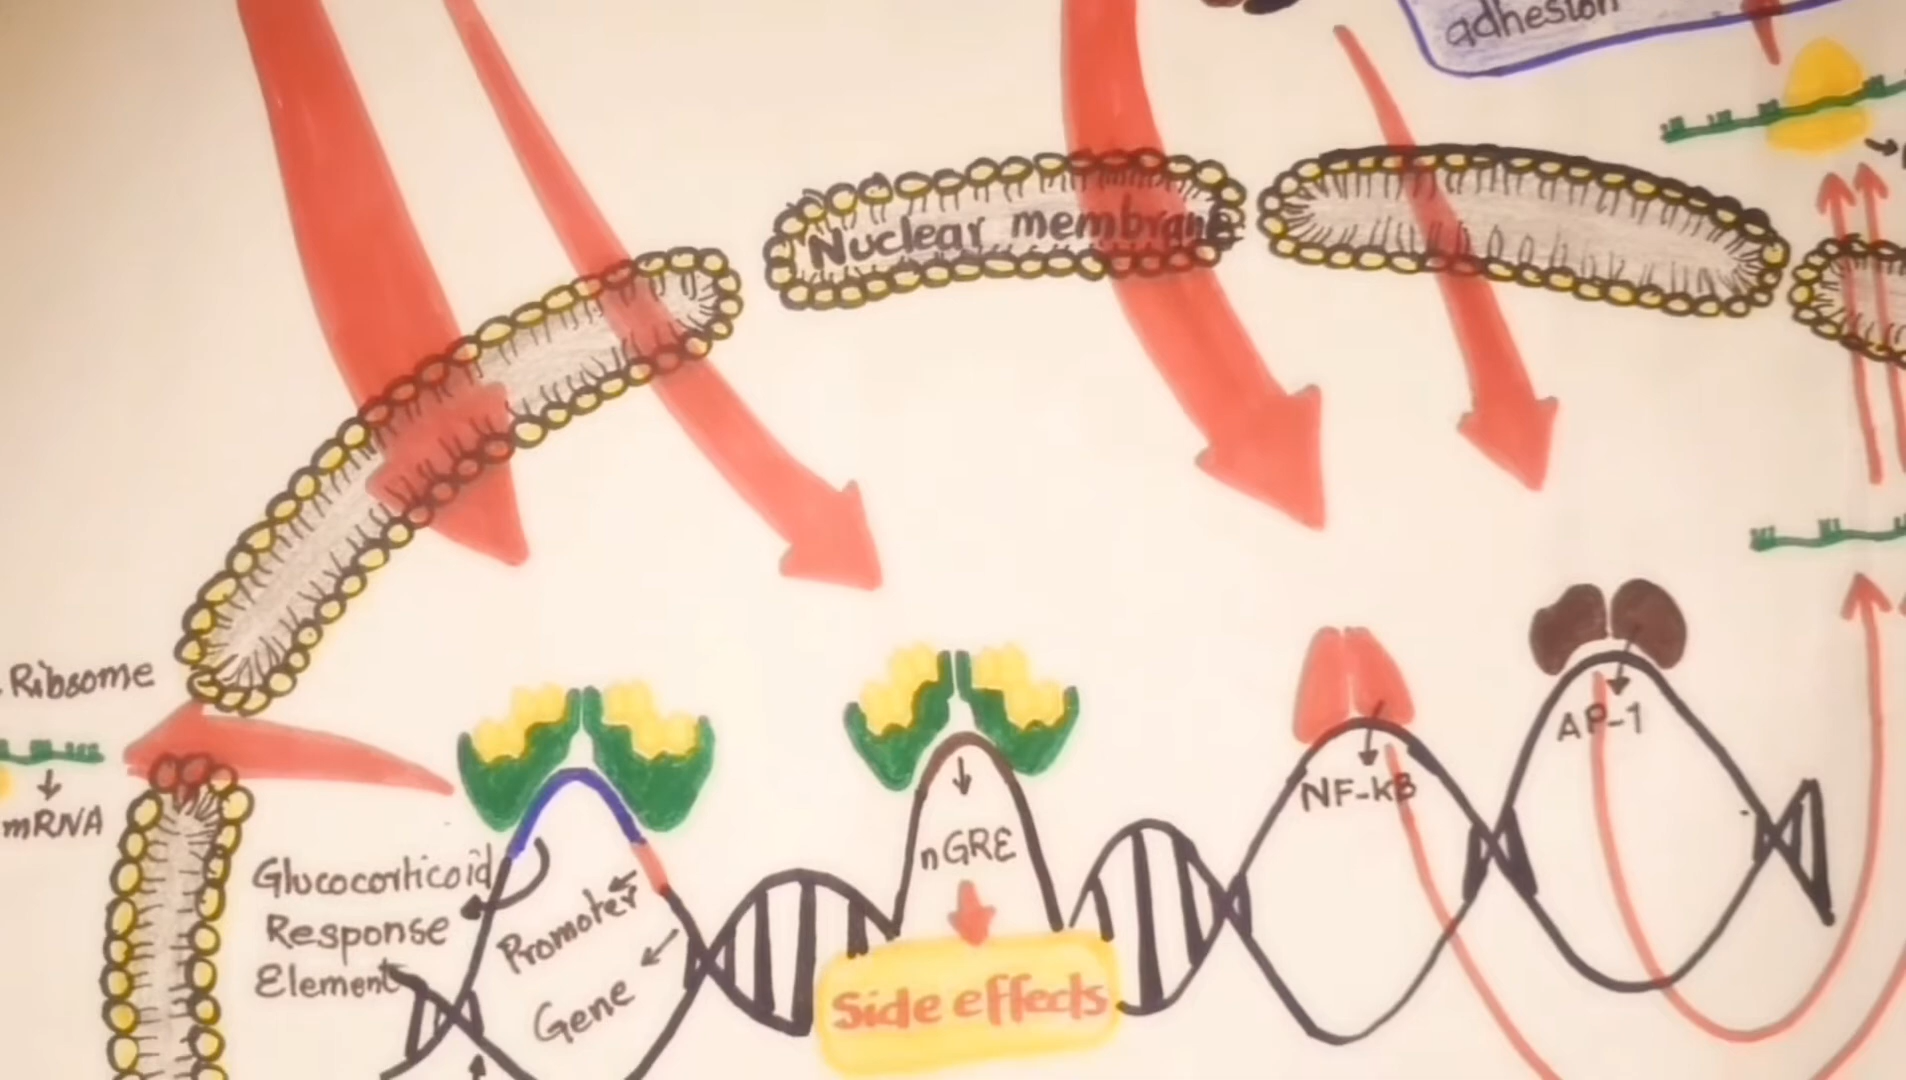 adhesion
Nuclear membrane
Ribsome
mRNA
AP-1
NF-kB
nGRE
Glucocorticoid
Response
Element
Promoter
Gene
Side effects